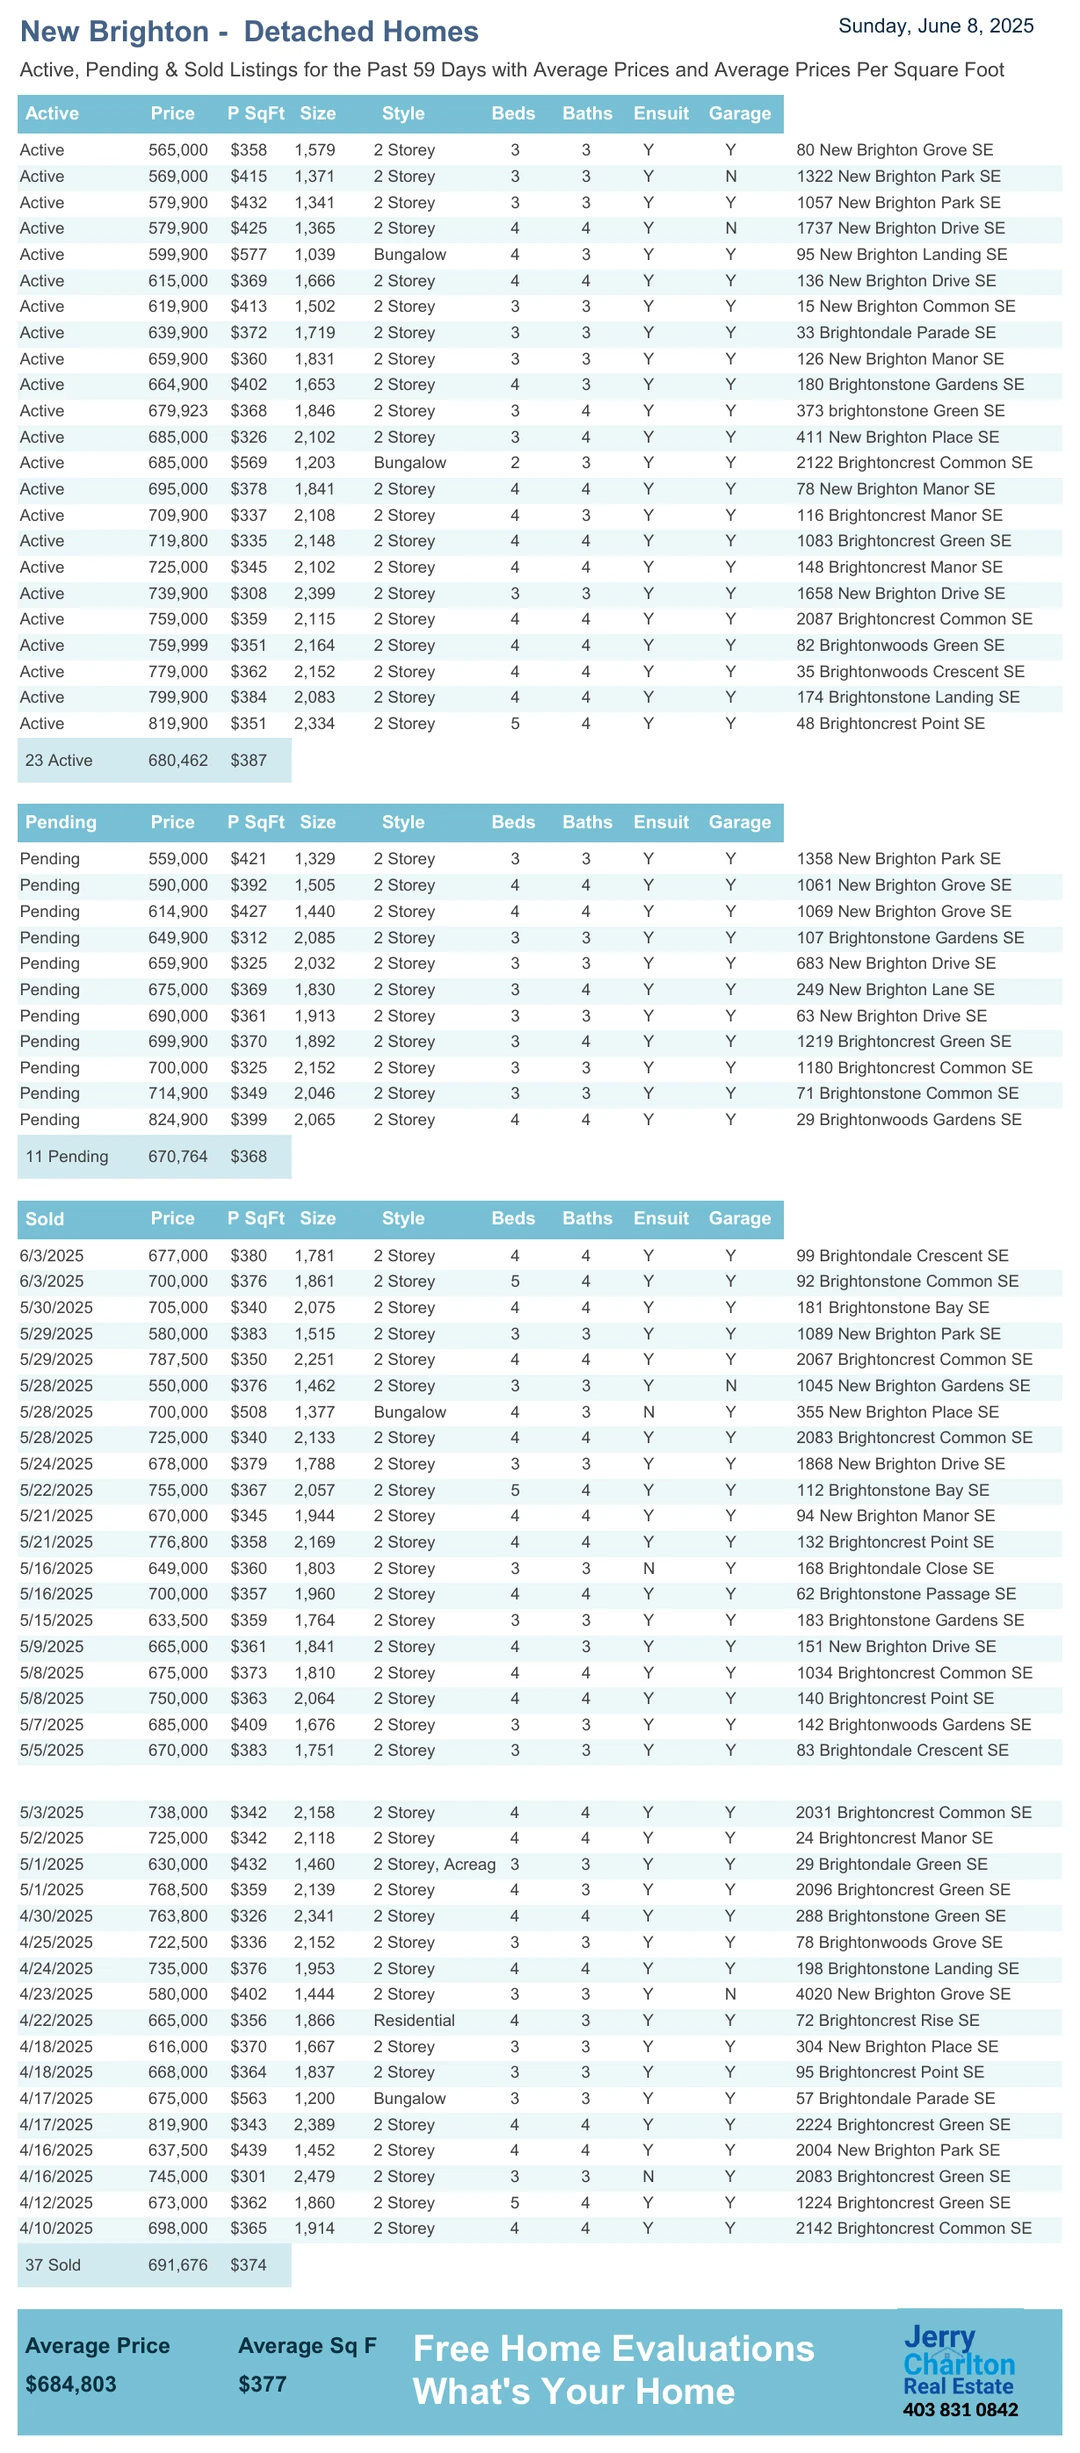 New Brighton -  Detached Homes
Sunday, June 8, 2025
Active, Pending & Sold Listings for the Past 59 Days with Average Prices and Average Prices Per Square Foot
Active Price P SqFt Size Style Beds Baths Ensuit Garage
Active 565,000 $358 1,579 2 Storey 3 3 Y Y 80 New Brighton Grove SE
Active 569,000 $415 1,371 2 Storey 3 3 Y N 1322 New Brighton Park SE
Active 579,900 $432 1,341 2 Storey 3 3 Y Y 1057 New Brighton Park SE
Active 579,900 $425 1,365 2 Storey 4 4 Y N 1737 New Brighton Drive SE
Active 599,900 $577 1,039 Bungalow 4 3 Y Y 95 New Brighton Landing SE
Active 615,000 $369 1,666 2 Storey 4 4 Y Y 136 New Brighton Drive SE
Active 619,900 $413 1,502 2 Storey 3 3 Y Y 15 New Brighton Common SE
Active 639,900 $372 1,719 2 Storey 3 3 Y Y 33 Brightondale Parade SE
Active 659,900 $360 1,831 2 Storey 3 3 Y Y 126 New Brighton Manor SE
Active 664,900 $402 1,653 2 Storey 4 3 Y Y 180 Brightonstone Gardens SE
Active 679,923 $368 1,846 2 Storey 3 4 Y Y 373 brightonstone Green SE
Active 685,000 $326 2,102 2 Storey 3 4 Y Y 411 New Brighton Place SE
Active 685,000 $569 1,203 Bungalow 2 3 Y Y 2122 Brightoncrest Common SE
Active 695,000 $378 1,841 2 Storey 4 4 Y Y 78 New Brighton Manor SE
Active 709,900 $337 2,108 2 Storey 4 3 Y Y 116 Brightoncrest Manor SE
Active 719,800 $335 2,148 2 Storey 4 4 Y Y 1083 Brightoncrest Green SE
Active 725,000 $345 2,102 2 Storey 4 4 Y Y 148 Brightoncrest Manor SE
Active 739,900 $308 2,399 2 Storey 3 3 Y Y 1658 New Brighton Drive SE
Active 759,000 $359 2,115 2 Storey 4 4 Y Y 2087 Brightoncrest Common SE
Active 759,999 $351 2,164 2 Storey 4 4 Y Y 82 Brightonwoods Green SE
Active 779,000 $362 2,152 2 Storey 4 4 Y Y 35 Brightonwoods Crescent SE
Active 799,900 $384 2,083 2 Storey 4 4 Y Y 174 Brightonstone Landing SE
Active 819,900 $351 2,334 2 Storey 5 4 Y Y 48 Brightoncrest Point SE
23 Active 680,462 $387
Pending Price P SqFt Size Style Beds Baths Ensuit Garage
Pending 559,000 $421 1,329 2 Storey 3 3 Y Y 1358 New Brighton Park SE
Pending 590,000 $392 1,505 2 Storey 4 4 Y Y 1061 New Brighton Grove SE
Pending 614,900 $427 1,440 2 Storey 4 4 Y Y 1069 New Brighton Grove SE
Pending 649,900 $312 2,085 2 Storey 3 3 Y Y 107 Brightonstone Gardens SE
Pending 659,900 $325 2,032 2 Storey 3 3 Y Y 683 New Brighton Drive SE
Pending 675,000 $369 1,830 2 Storey 3 4 Y Y 249 New Brighton Lane SE
Pending 690,000 $361 1,913 2 Storey 3 3 Y Y 63 New Brighton Drive SE
Pending 699,900 $370 1,892 2 Storey 3 4 Y Y 1219 Brightoncrest Green SE
Pending 700,000 $325 2,152 2 Storey 3 3 Y Y 1180 Brightoncrest Common SE
Pending 714,900 $349 2,046 2 Storey 3 3 Y Y 71 Brightonstone Common SE
Pending 824,900 $399 2,065 2 Storey 4 4 Y Y 29 Brightonwoods Gardens SE
11 Pending 670,764 $368
Sold Price P SqFt Size Style Beds Baths Ensuit Garage
6/3/2025 677,000 $380 1,781 2 Storey 4 4 Y Y 99 Brightondale Crescent SE
6/3/2025 700,000 $376 1,861 2 Storey 5 4 Y Y 92 Brightonstone Common SE
5/30/2025 705,000 $340 2,075 2 Storey 4 4 Y Y 181 Brightonstone Bay SE
5/29/2025 580,000 $383 1,515 2 Storey 3 3 Y Y 1089 New Brighton Park SE
5/29/2025 787,500 $350 2,251 2 Storey 4 4 Y Y 2067 Brightoncrest Common SE
5/28/2025 550,000 $376 1,462 2 Storey 3 3 Y N 1045 New Brighton Gardens SE
5/28/2025 700,000 $508 1,377 Bungalow 4 3 N Y 355 New Brighton Place SE
5/28/2025 725,000 $340 2,133 2 Storey 4 4 Y Y 2083 Brightoncrest Common SE
5/24/2025 678,000 $379 1,788 2 Storey 3 3 Y Y 1868 New Brighton Drive SE
5/22/2025 755,000 $367 2,057 2 Storey 5 4 Y Y 112 Brightonstone Bay SE
5/21/2025 670,000 $345 1,944 2 Storey 4 4 Y Y 94 New Brighton Manor SE
5/21/2025 776,800 $358 2,169 2 Storey 4 4 Y Y 132 Brightoncrest Point SE
5/16/2025 649,000 $360 1,803 2 Storey 3 3 N Y 168 Brightondale Close SE
5/16/2025 700,000 $357 1,960 2 Storey 4 4 Y Y 62 Brightonstone Passage SE
5/15/2025 633,500 $359 1,764 2 Storey 3 3 Y Y 183 Brightonstone Gardens SE
5/9/2025 665,000 $361 1,841 2 Storey 4 3 Y Y 151 New Brighton Drive SE
5/8/2025 675,000 $373 1,810 2 Storey 4 4 Y Y 1034 Brightoncrest Common SE
5/8/2025 750,000 $363 2,064 2 Storey 4 4 Y Y 140 Brightoncrest Point SE
5/7/2025 685,000 $409 1,676 2 Storey 3 3 Y Y 142 Brightonwoods Gardens SE
5/5/2025 670,000 $383 1,751 2 Storey 3 3 Y Y 83 Brightondale Crescent SE
5/3/2025 738,000 $342 2,158 2 Storey 4 4 Y Y 2031 Brightoncrest Common SE
5/2/2025 725,000 $342 2,118 2 Storey 4 4 Y Y 24 Brightoncrest Manor SE
5/1/2025 630,000 $432 1,460 2 Storey, Acreag 3 3 Y Y 29 Brightondale Green SE
5/1/2025 768,500 $359 2,139 2 Storey 4 3 Y Y 2096 Brightoncrest Green SE
4/30/2025 763,800 $326 2,341 2 Storey 4 4 Y Y 288 Brightonstone Green SE
4/25/2025 722,500 $336 2,152 2 Storey 3 3 Y Y 78 Brightonwoods Grove SE
4/24/2025 735,000 $376 1,953 2 Storey 4 4 Y Y 198 Brightonstone Landing SE
4/23/2025 580,000 $402 1,444 2 Storey 3 3 Y N 4020 New Brighton Grove SE
4/22/2025 665,000 $356 1,866 Residential 4 3 Y Y 72 Brightoncrest Rise SE
4/18/2025 616,000 $370 1,667 2 Storey 3 3 Y Y 304 New Brighton Place SE
4/18/2025 668,000 $364 1,837 2 Storey 3 3 Y Y 95 Brightoncrest Point SE
4/17/2025 675,000 $563 1,200 Bungalow 3 3 Y Y 57 Brightondale Parade SE
4/17/2025 819,900 $343 2,389 2 Storey 4 4 Y Y 2224 Brightoncrest Green SE
4/16/2025 637,500 $439 1,452 2 Storey 4 4 Y Y 2004 New Brighton Park SE
4/16/2025 745,000 $301 2,479 2 Storey 3 3 N Y 2083 Brightoncrest Green SE
4/12/2025 673,000 $362 1,860 2 Storey 5 4 Y Y 1224 Brightoncrest Green SE
4/10/2025 698,000 $365 1,914 2 Storey 4 4 Y Y 2142 Brightoncrest Common SE
37 Sold 691,676 $374
Average Price Average Sq F
$684,803 $377
Free Home Evaluations
What's Your Home
Jerry
Charlton
Real Estate
403 831 0842